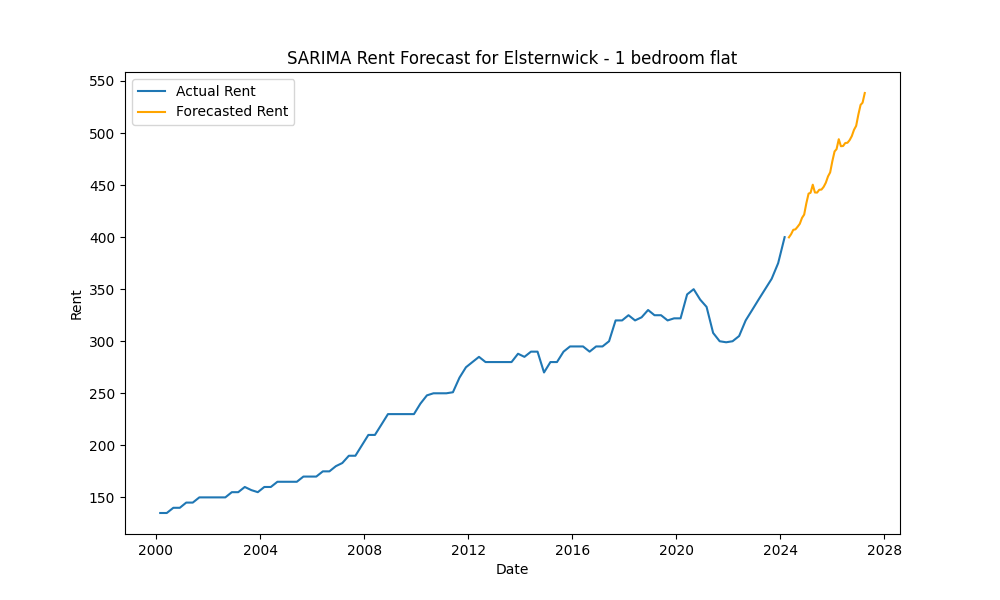 SARIMA Rent Forecast for Elsternwick - 1 bedroom flat
Actual Rent
Forecasted Rent
550
500
450
400
350
300
250
200
150
Rent
2000 2004 2008 2012 2016 2020 2024 2028
Date